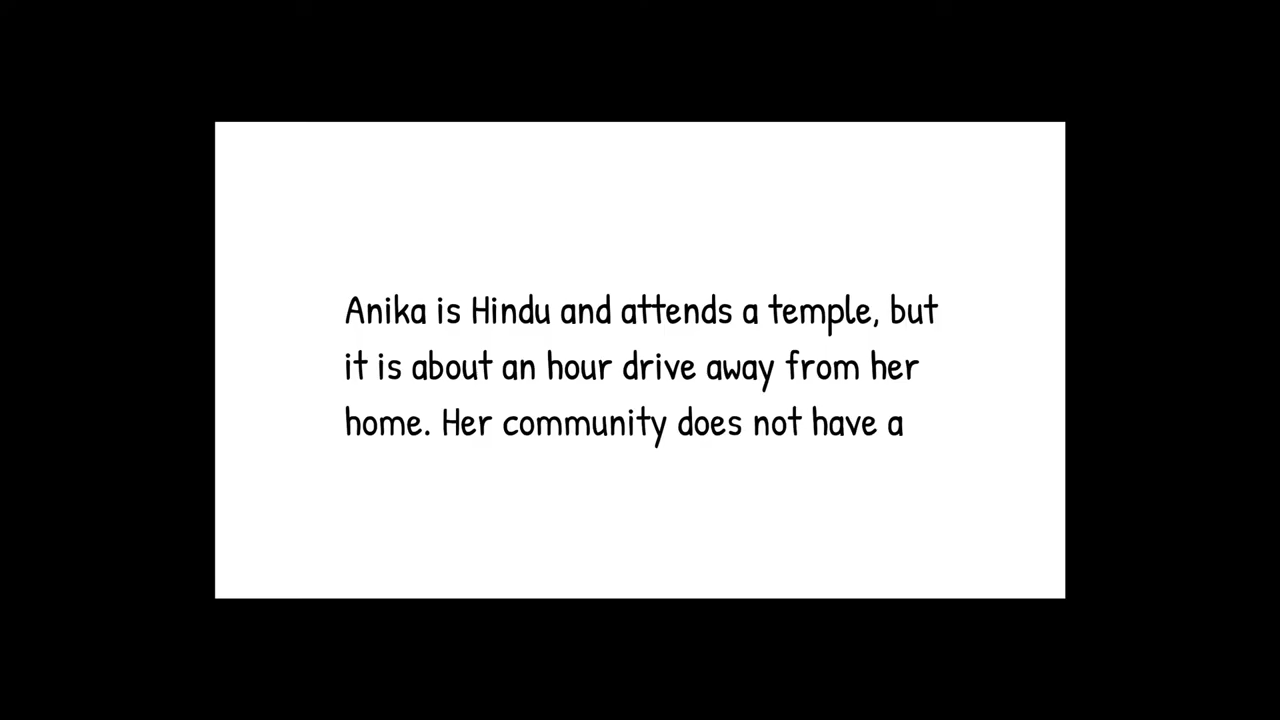 Anika is Hindu and attends a temple, but
it is about an hour drive away from her
home. Her community does not have a